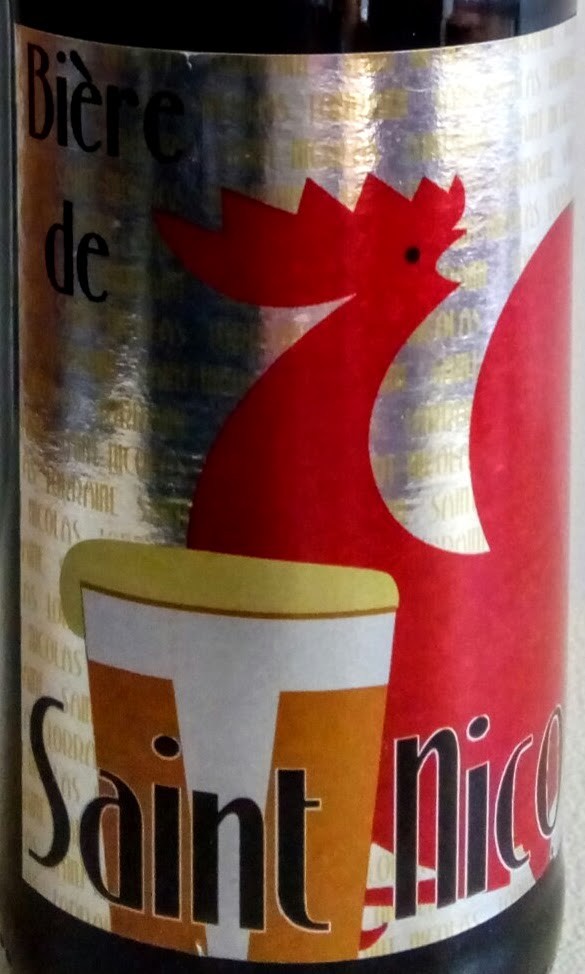 Bière
de
Saint Nico